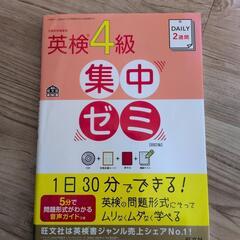 DAILY
2週間
英検4級
集中
ゼミ
1日30分でできる!
5分で
問題形式がわかる
音声ガイドつき
英検の問題形式にそって
ムリなくムダなく学べる
旺文社は英検書ジャンル売上シェアNo.1!